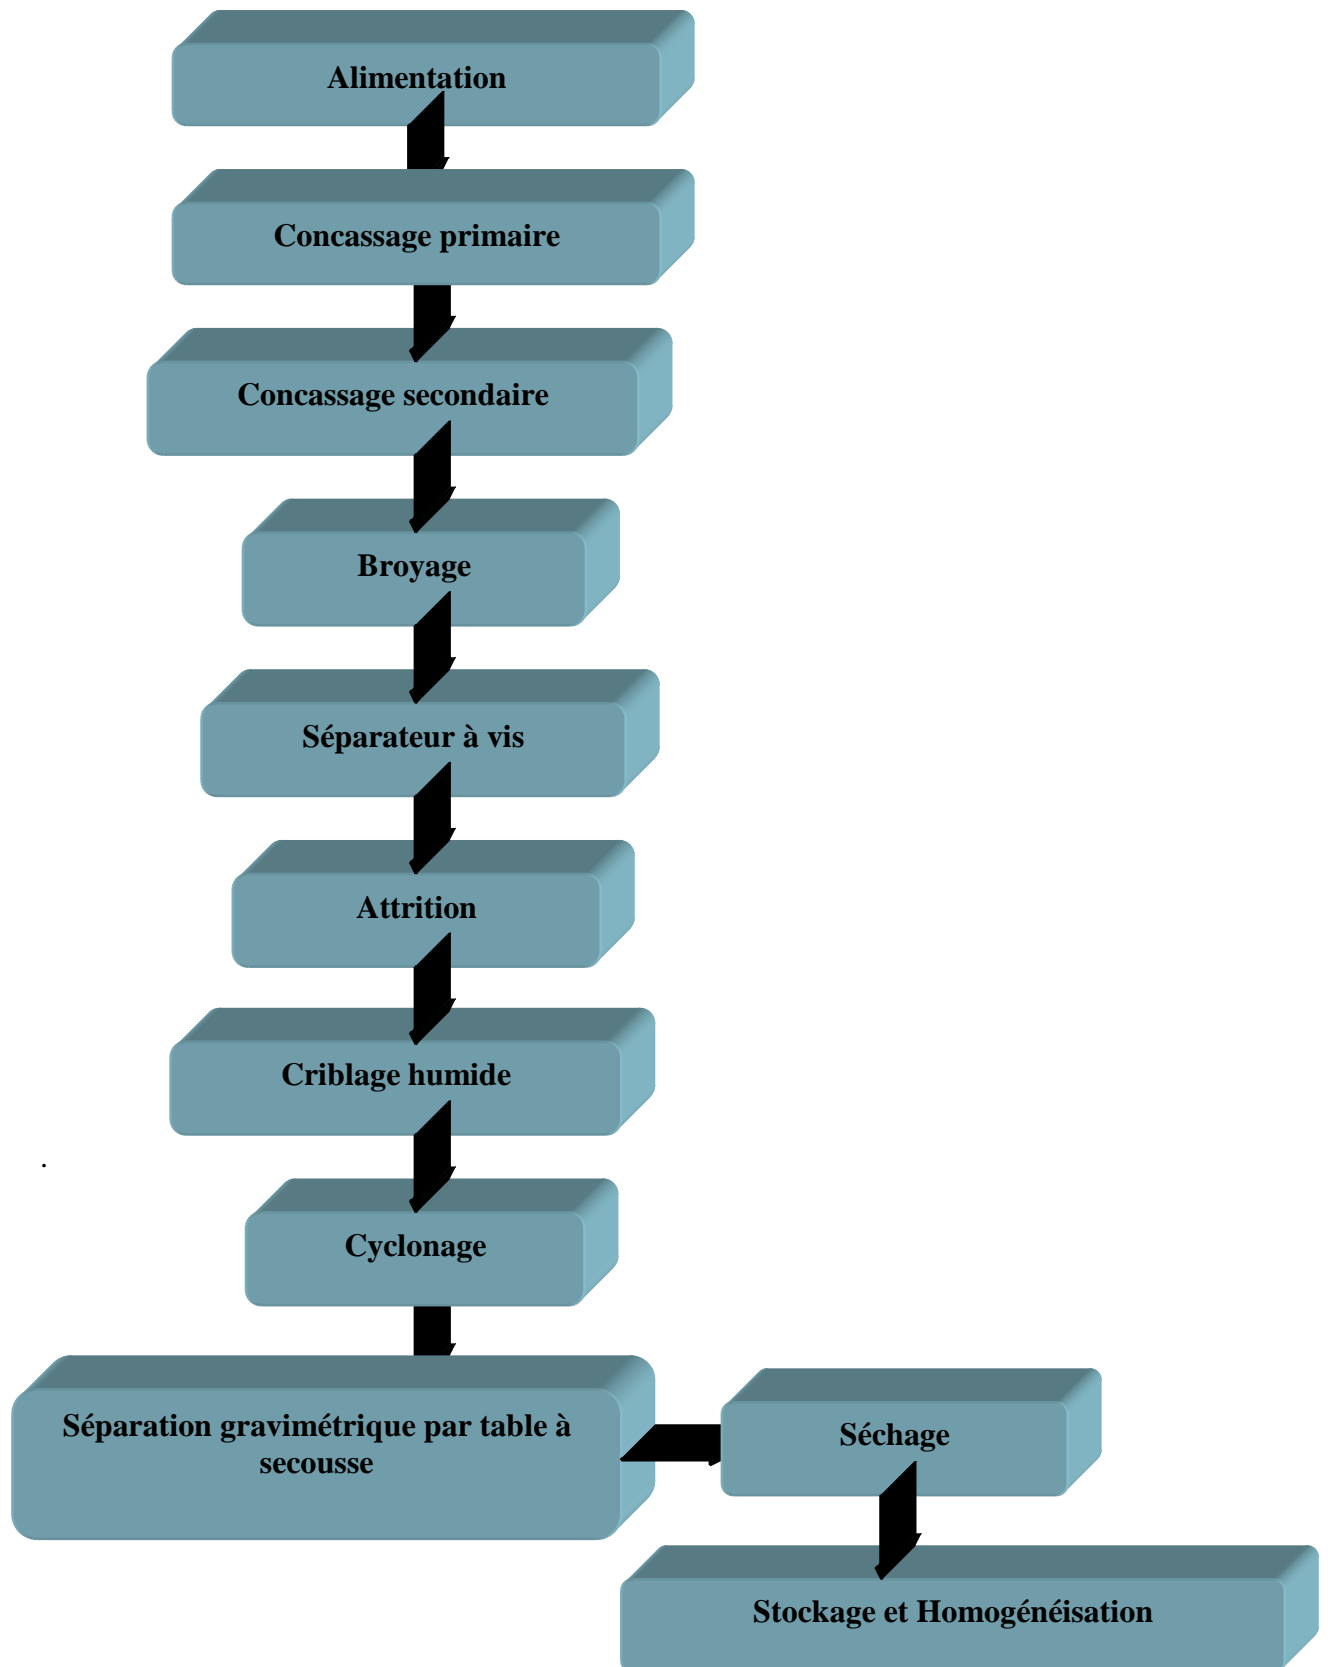 Alimentation
Concassage primaire
Concassage secondaire
Broyage
Séparateur à vis
Attrition
Criblage humide
.
Cyclonage
Séparation gravimétrique par table à
secousse
Séchage
Stockage et Homogénéisation